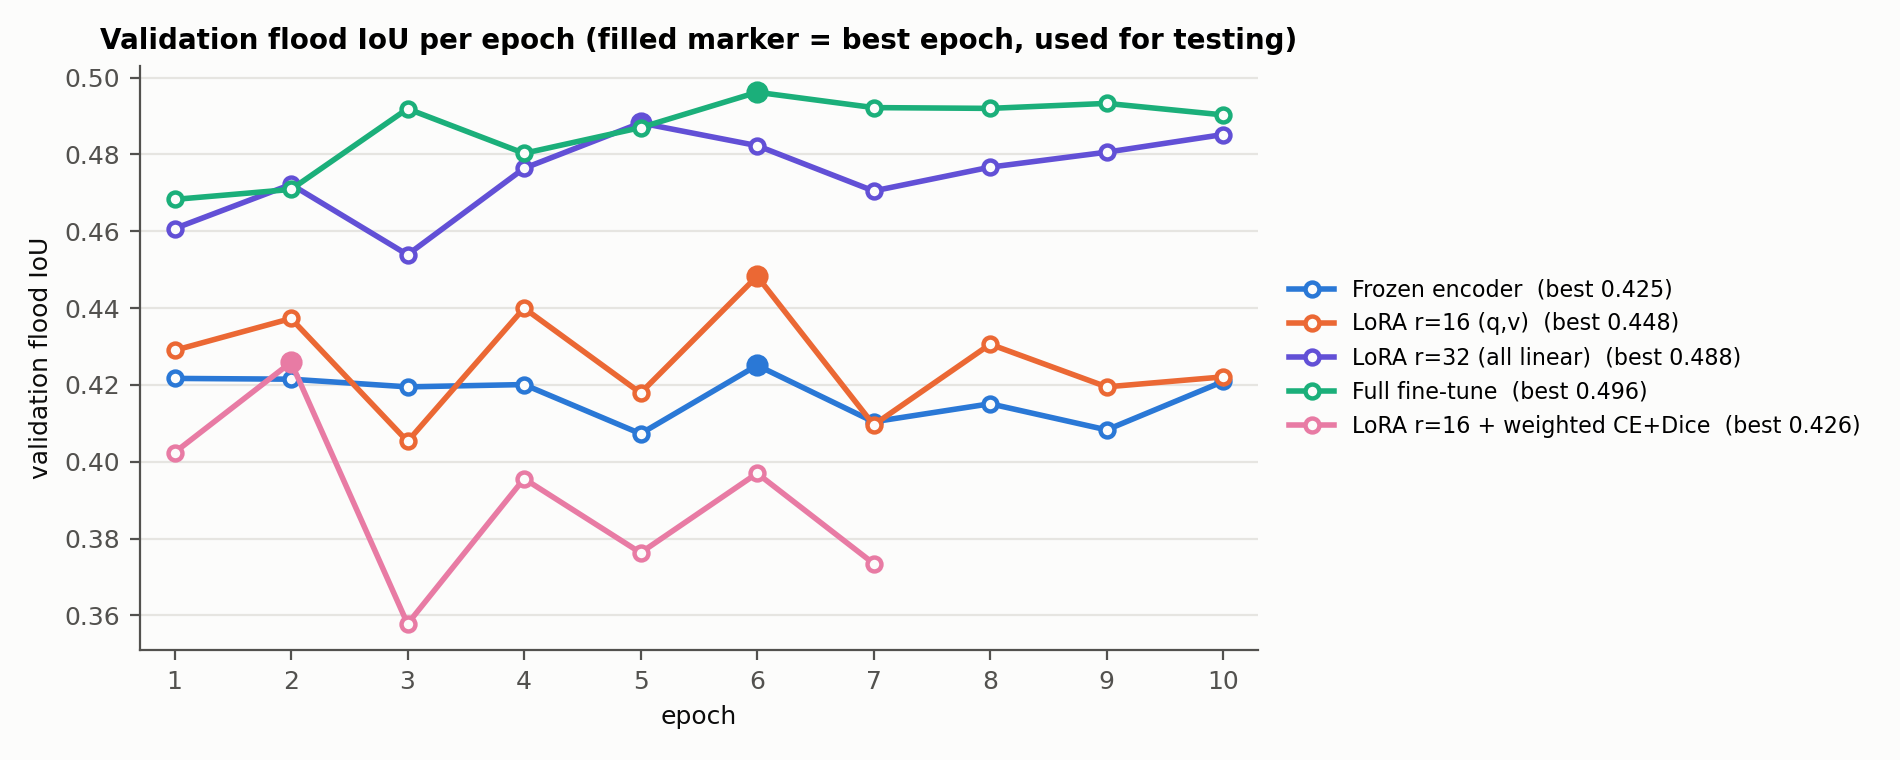 Validation flood IoU per epoch (filled marker = best epoch, used for testing)
validation flood IoU
0.50
0.48
0.46
0.44
0.42
0.40
0.38
0.36
1 2 3 4 5 6 7 8 9 10
epoch
Frozen encoder (best 0.425)
LoRA r=16 (q,v) (best 0.448)
LoRA r=32 (all linear) (best 0.488)
Full fine-tune (best 0.496)
LoRA r=16 + weighted CE+Dice (best 0.426)